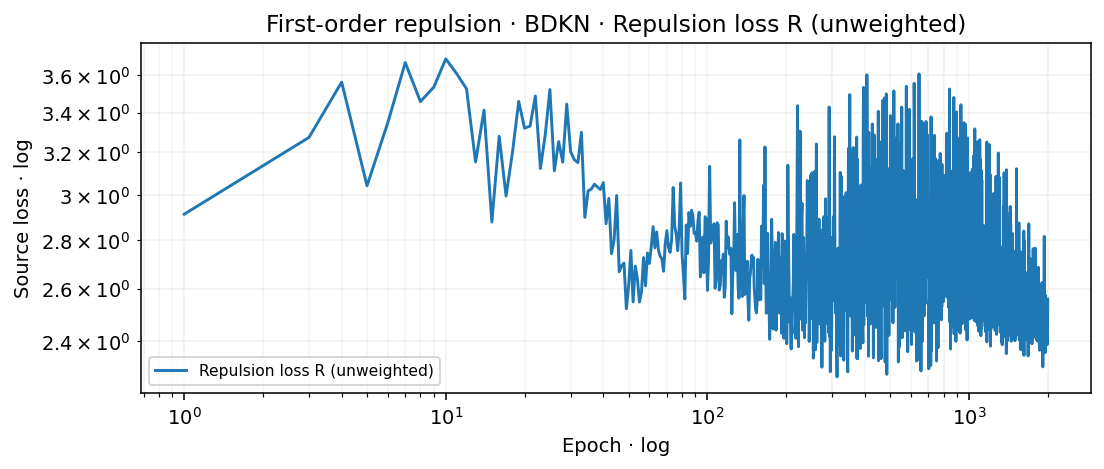 First-order repulsion · BDKN · Repulsion loss R (unweighted)
Source loss · log
3.6 × 10⁰
3.4 × 10⁰
3.2 × 10⁰
3 × 10⁰
2.8 × 10⁰
2.6 × 10⁰
2.4 × 10⁰
Repulsion loss R (unweighted)
10⁰ 10¹ 10² 10³
Epoch · log